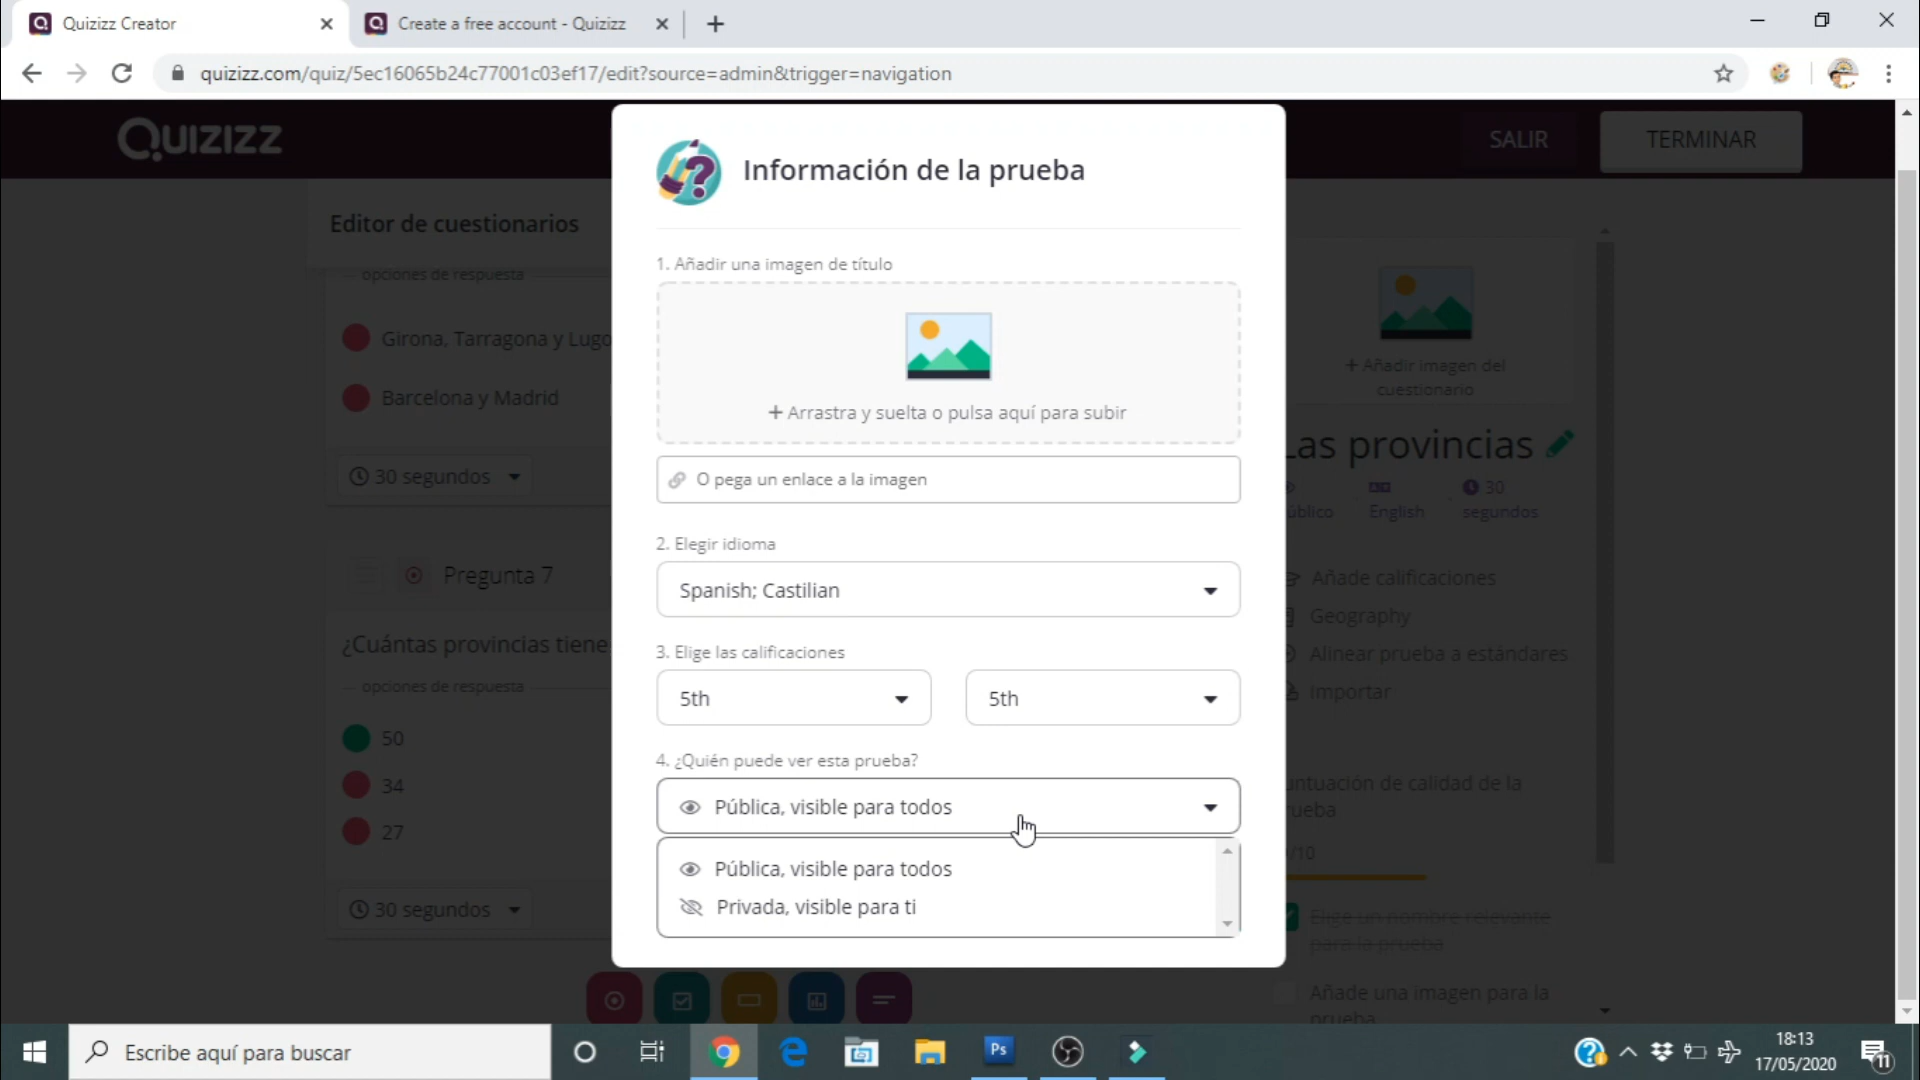 Quizizz Creator
Create a free account - Quizizz
quizizz.com/quiz/5ec16065b24c77001c03ef17/edit?source=admin&trigger=navigation
QUIZIZZ
SALIR
TERMINAR
Editor de cuestionarios
opciones de respuesta
Girona, Tarragona y Lugo
Barcelona y Madrid
30 segundos
Pregunta 7
¿Cuántas provincias tiene
opciones de respuesta
50
34
27
30 segundos
Información de la prueba
1. Añadir una imagen de título
+ Arrastra y suelta o pulsa aquí para subir
O pega un enlace a la imagen
2. Elegir idioma
Spanish; Castilian
3. Elige las calificaciones
5th
5th
4. ¿Quién puede ver esta prueba?
Pública, visible para todos
Pública, visible para todos
Privada, visible para ti
+ Añadir imagen del
cuestionario
Las provincias
English
30
segundos
Añade calificaciones
Geography
Alinear prueba a estándares
Importar
de calidad de la
/10
Elige un nombre relevante
para la prueba
Añade una imagen para la
prueba
Escribe aquí para buscar
Ps
18:13
17/05/2020
11